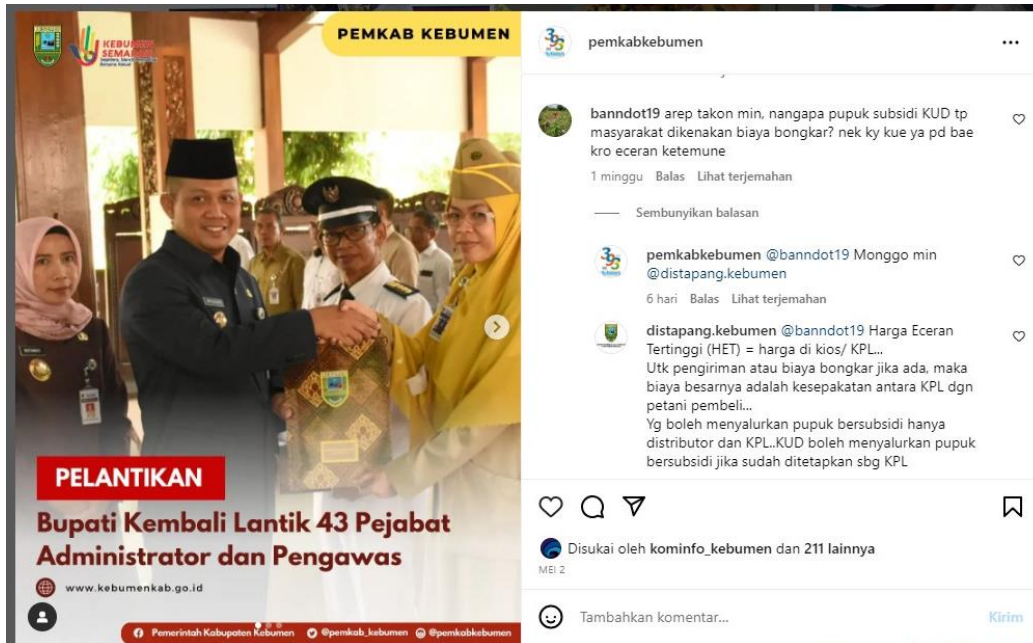 KEBUMEN
SEMARAK
PEMKAB KEBUMEN
PELANTIKAN
Bupati Kembali Lantik 43 Pejabat
Administrator dan Pengawas
www.kebumenkab.go.id
Pemerintah Kabupaten Kebumen @pemkab_kebumen @pemkabkebumen
pemkabkebumen
banndot19 arep takon min, nangapa pupuk subsidi KUD tp
masyarakat dikenakan biaya bongkar? nek ky kue ya pd bae
kro eceran ketemune
1 minggu Balas Lihat terjemahan
Sembunyikan balasan
pemkabkebumen @banndot19 Monggo min
@distapang.kebumen
6 hari Balas Lihat terjemahan
distapang.kebumen @banndot19 Harga Eceran
Tertinggi (HET) = harga di kios/ KPL...
Utk pengiriman atau biaya bongkar jika ada, maka
biaya besarnya adalah kesepakatan antara KPL dgn
petani pembeli...
Yg boleh menyalurkan pupuk bersubsidi hanya
distributor dan KPL..KUD boleh menyalurkan pupuk
bersubsidi jika sudah ditetapkan sbg KPL
Disukai oleh kominfo_kebumen dan 211 lainnya
MEI 2
Tambahkan komentar...
Kirim